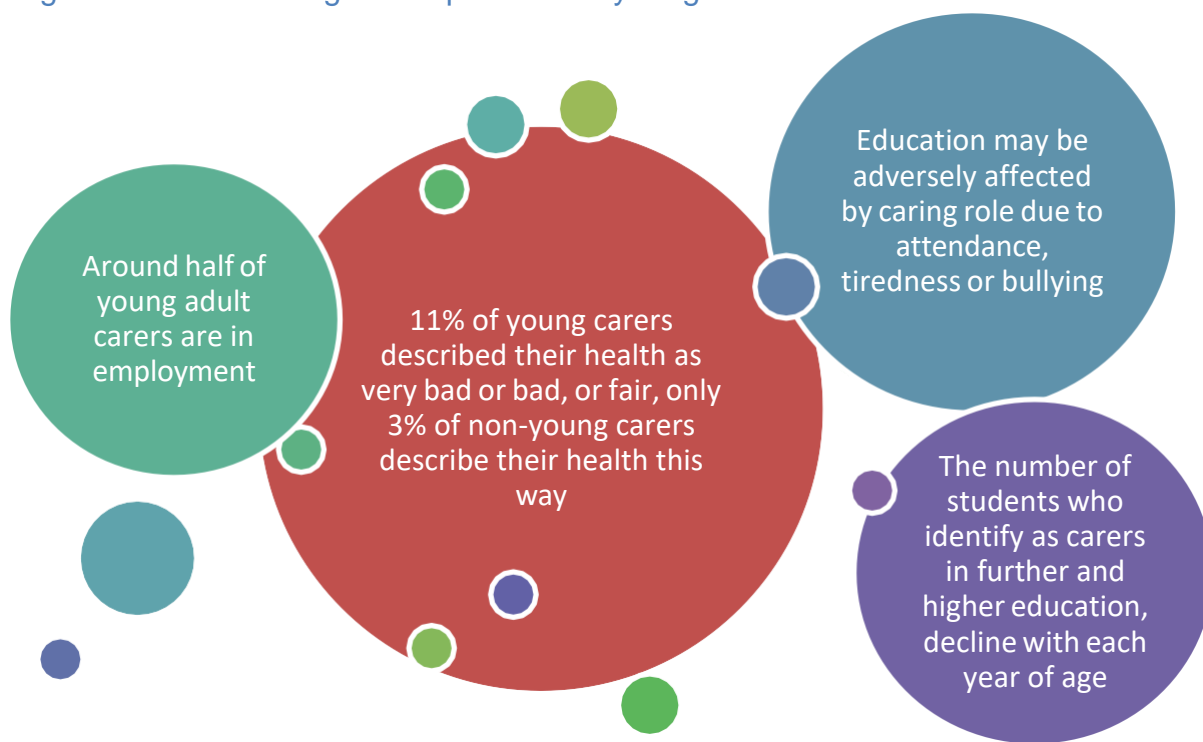 Around half of
young adult
carers are in
employment
11% of young carers
described their health as
very bad or bad, or fair, only
3% of non-young carers
describe their health this
way
Education may be
adversely affected
by caring role due to
attendance,
tiredness or bullying
The number of
students who
identify as carers
in further and
higher education,
decline with each
year of age